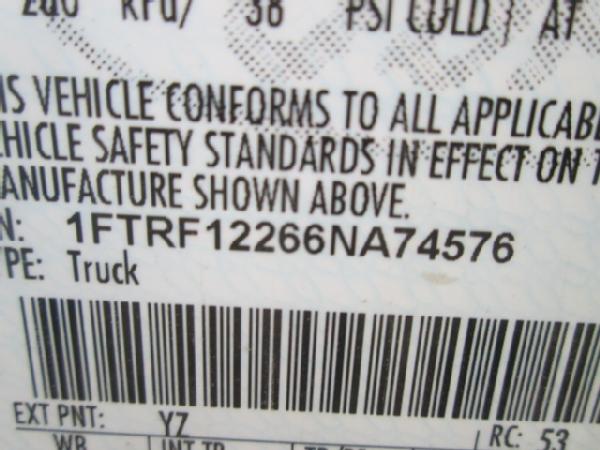 kPa/ 38 PSI COLD AT
IS VEHICLE CONFORMS TO ALL APPLICAB
HICLE SAFETY STANDARDS IN EFFECT ON T
ANUFACTURE SHOWN ABOVE.
N: 1FTRF12266NA74576
PE: Truck
EXT PNT: YZ RC: 53
WB INT TR